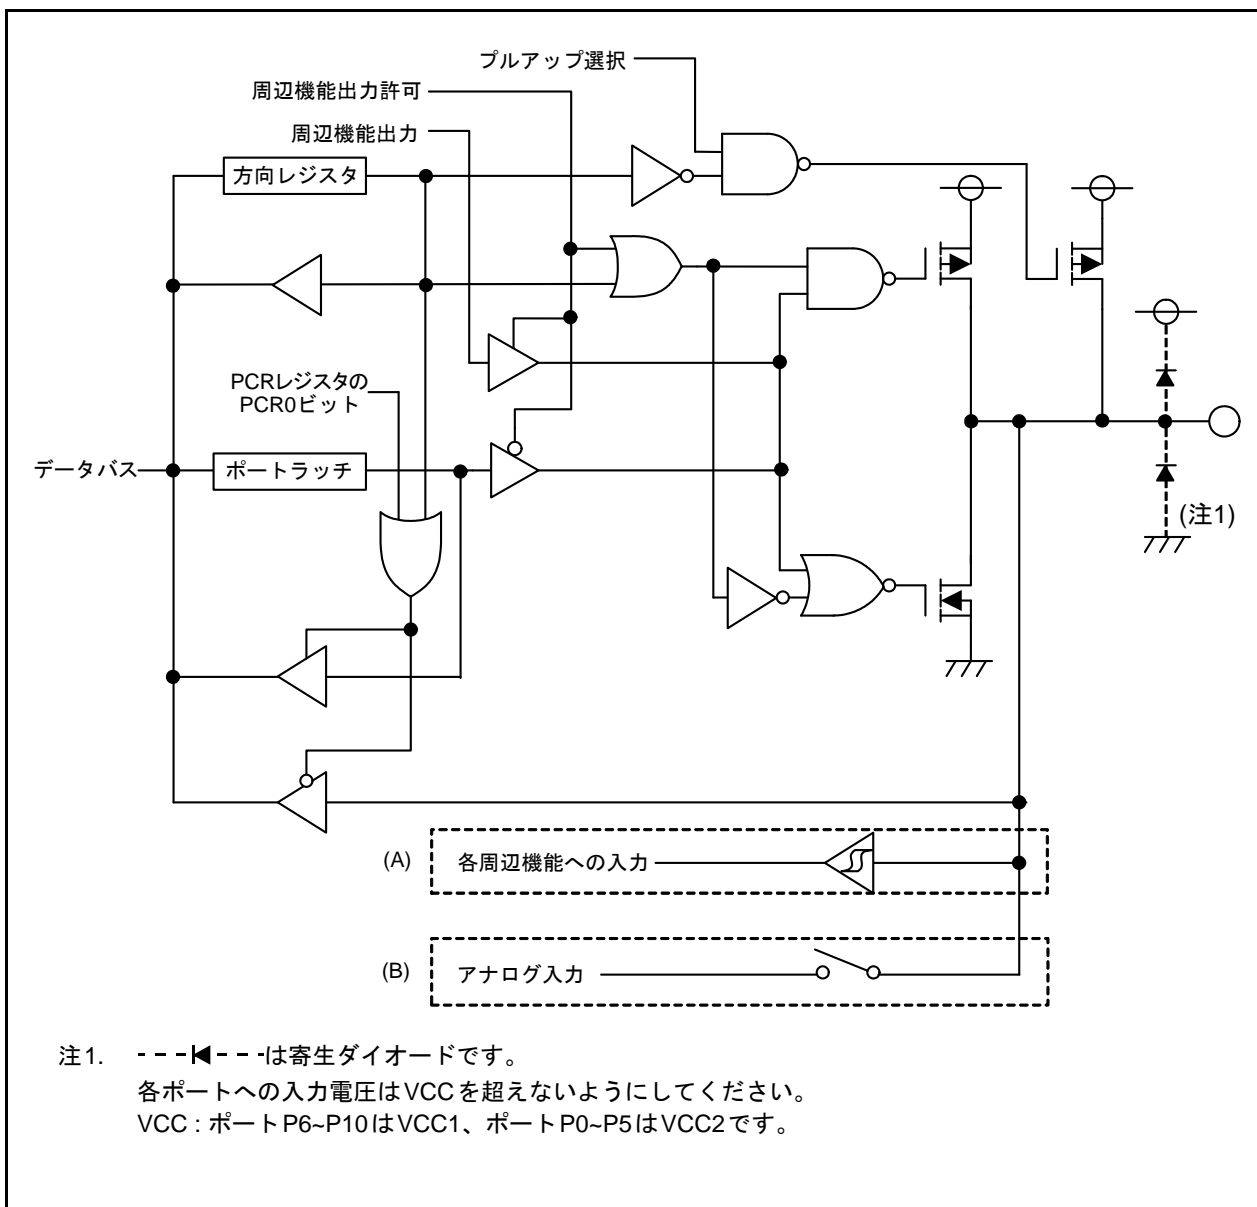 プルアップ選択
周辺機能出力許可
周辺機能出力
方向レジスタ
PCRレジスタの
PCR0ビット
データバス
ポートラッチ
(注1)
(A)
各周辺機能への入力
(B)
アナログ入力
注1. は寄生ダイオードです。
各ポートへの入力電圧はVCCを超えないようにしてください。
VCC : ポートP6~P10はVCC1、ポートP0~P5はVCC2です。